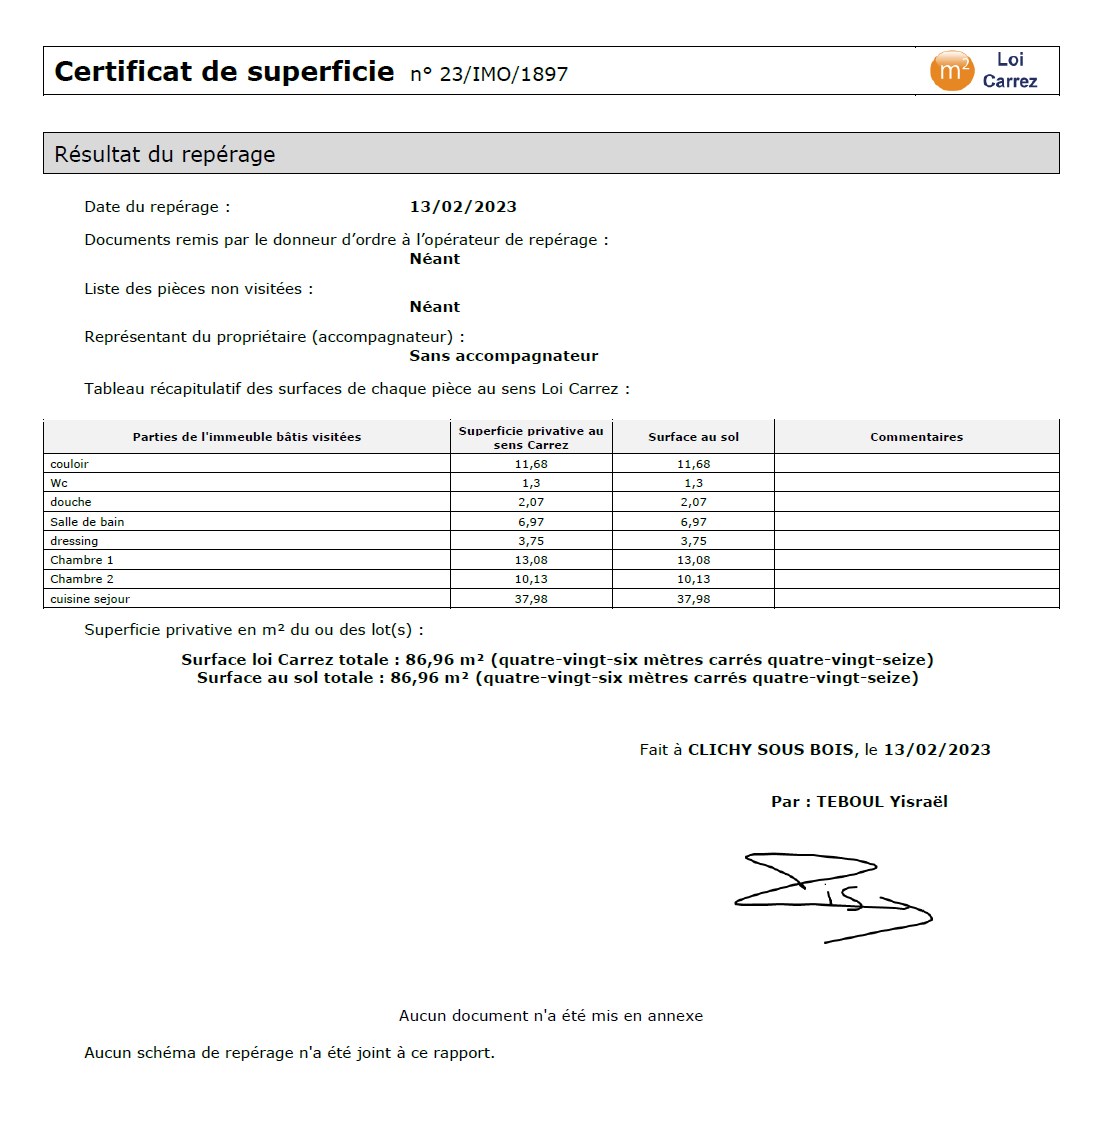 Certificat de superficie n° 23/IMO/1897
m² Loi Carrez
Résultat du repérage
Date du repérage : 13/02/2023
Documents remis par le donneur d’ordre à l’opérateur de repérage :
Néant
Liste des pièces non visitées :
Néant
Représentant du propriétaire (accompagnateur) :
Sans accompagnateur
Tableau récapitulatif des surfaces de chaque pièce au sens Loi Carrez :
Parties de l'immeuble bâtis visitées Superficie privative au sens Carrez Surface au sol Commentaires
couloir 11,68 11,68
Wc 1,3 1,3
douche 2,07 2,07
Salle de bain 6,97 6,97
dressing 3,75 3,75
Chambre 1 13,08 13,08
Chambre 2 10,13 10,13
cuisine sejour 37,98 37,98
Superficie privative en m² du ou des lot(s) :
Surface loi Carrez totale : 86,96 m² (quatre-vingt-six mètres carrés quatre-vingt-seize)
Surface au sol totale : 86,96 m² (quatre-vingt-six mètres carrés quatre-vingt-seize)
Fait à CLICHY SOUS BOIS, le 13/02/2023
Par : TEBOUL Yisraël
Aucun document n'a été mis en annexe
Aucun schéma de repérage n'a été joint à ce rapport.